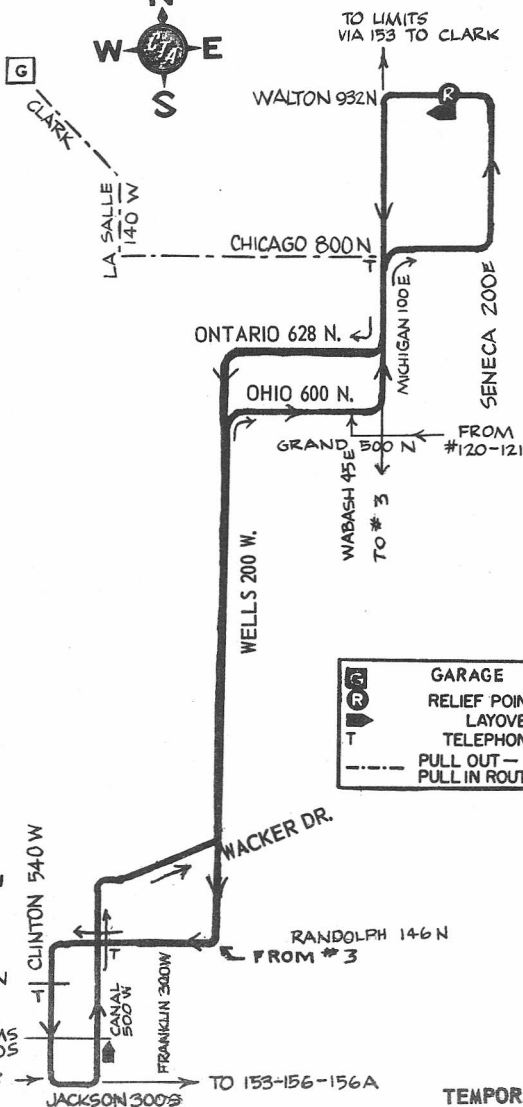 N
W
CTA
E
S
G
CLARK
LA SALLE
140 W
TO LIMITS
VIA 153 TO CLARK
WALTON 932N
R
CHICAGO 800N
T
MICHIGAN 100E
SENECA 200E
ONTARIO 628 N.
OHIO 600 N.
GRAND 500 N
FROM
#120-121
WABASH 45E
TO # 3
WELLS 200 W.
G GARAGE
R RELIEF POIN
LAYOVE
T TELEPHON
PULL OUT —
PULL IN ROUT
WACKER DR.
CLINTON 540 W
T
RANDOLPH 146 N
FROM # 3
T
CANAL
500 W
FRANKLIN 300W
TO 153-156-156A
JACKSON 300S
TEMPOR